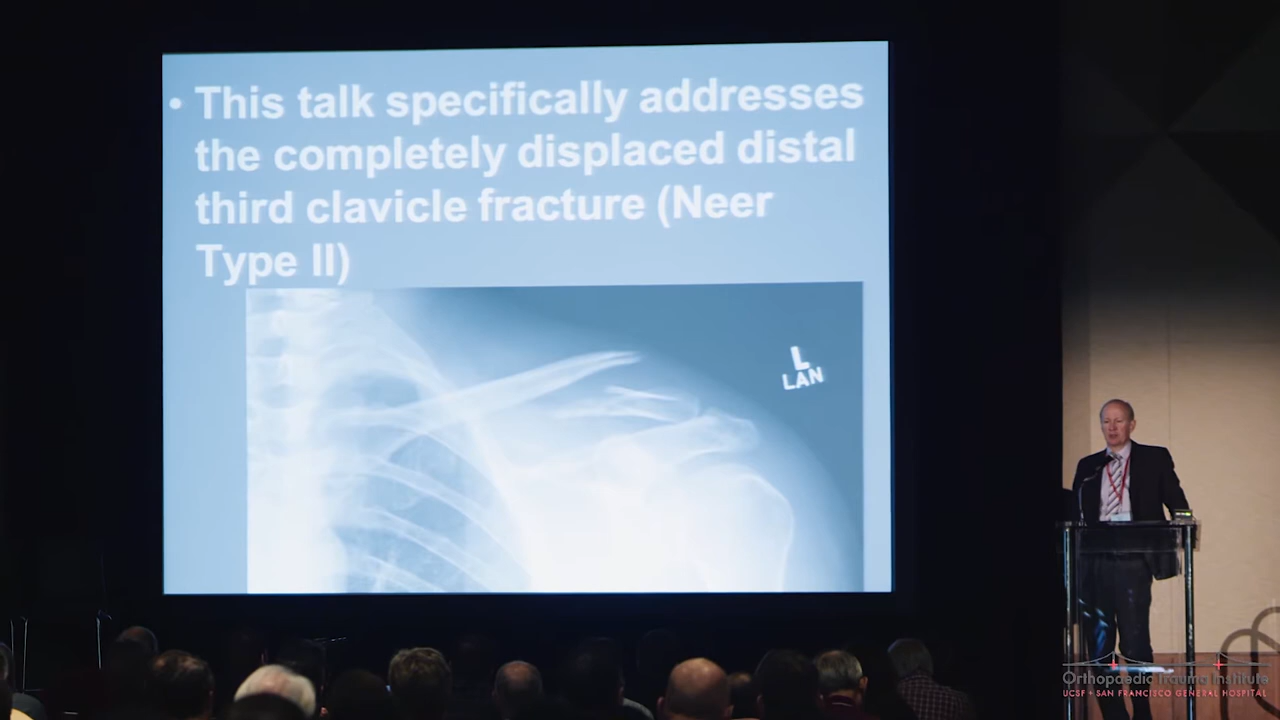 • This talk specifically addresses
the completely displaced distal
third clavicle fracture (Neer
Type II)
L
LAN
Orthopaedic Trauma Institute
UCSF + SAN FRANCISCO GENERAL HOSPITAL